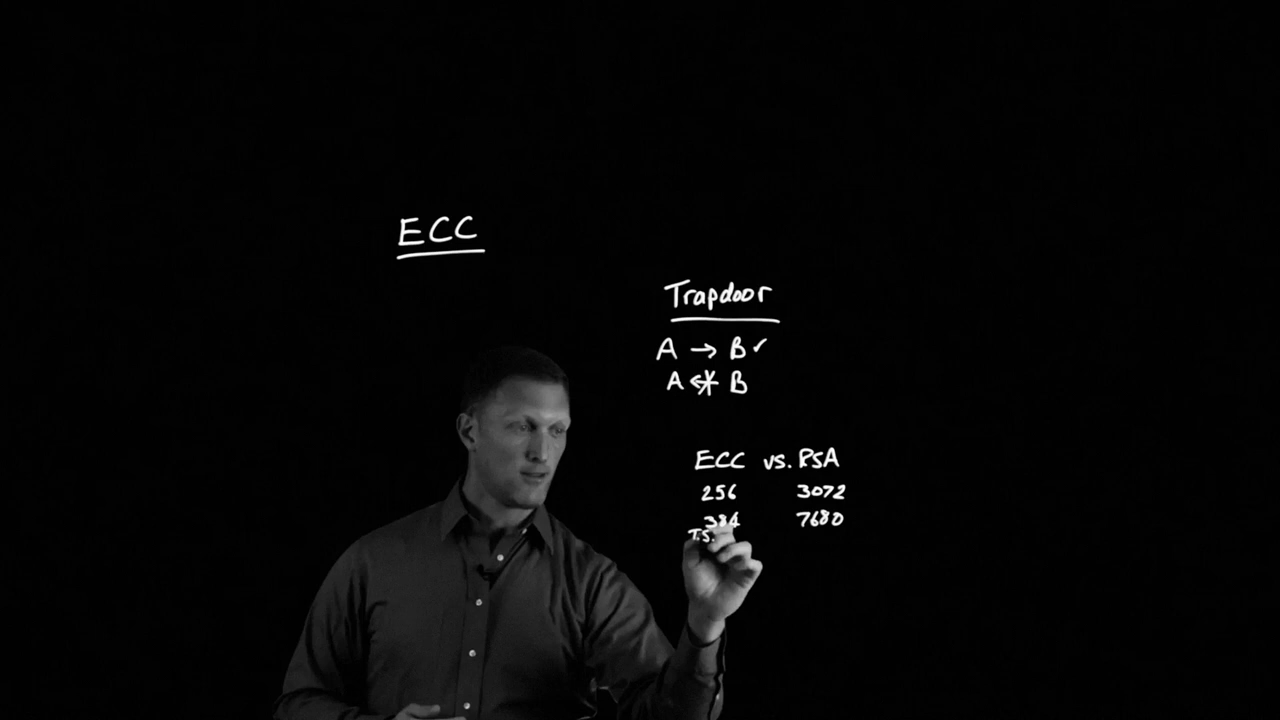 ECC
Trapdoor
A → B ✓
A ↚ B
ECC vs. RSA
256 3072
384 7680
T.S.